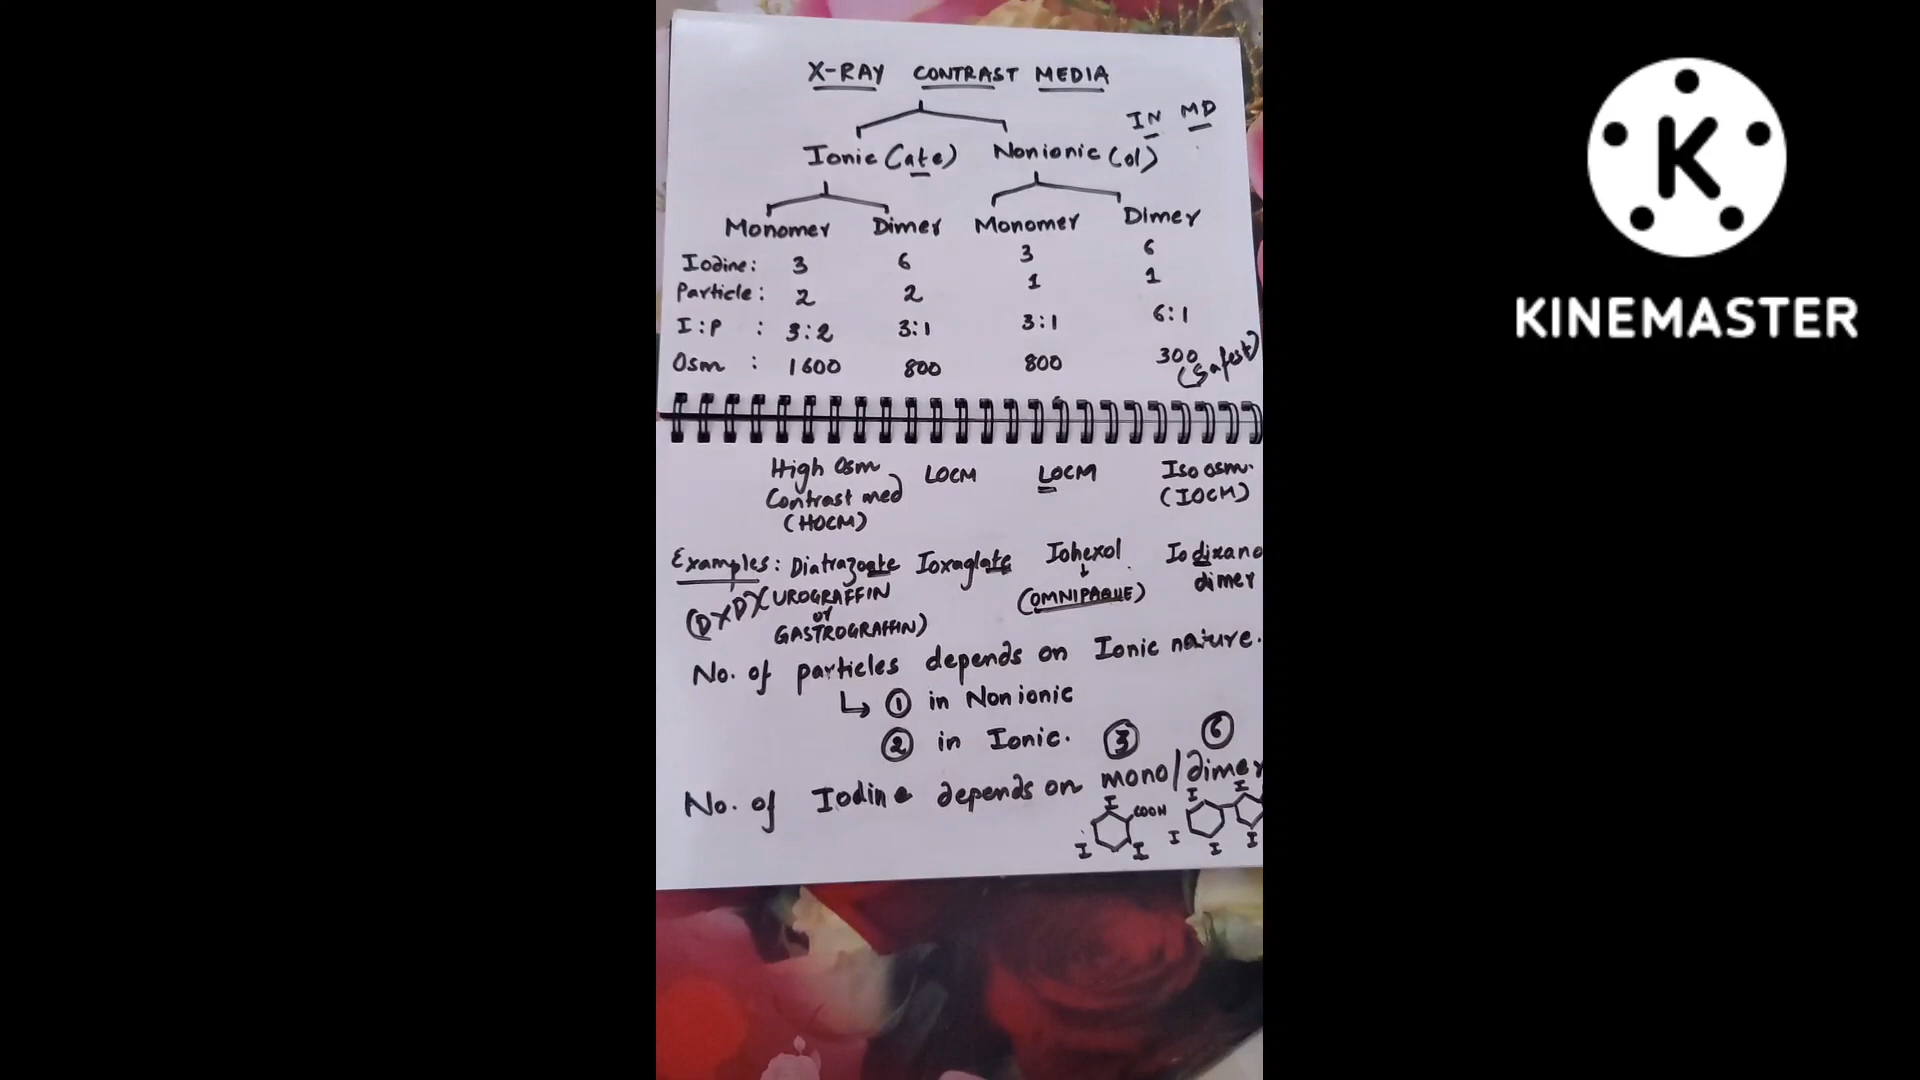 X-RAY CONTRAST MEDIA
IN MD
Ionic (ate) Nonionic (ol)
Monomer Dimer Monomer Dimer
Iodine: 3 6 3 6
Particle: 2 2 1 1
I:P : 3:2 3:1 3:1 6:1
Osm : 1600 800 800 300 (Safest)
High Osm LOCM LOCM Iso osm.
Contrast med (IOCM)
(HOCM)
Examples: Diatrazoate Ioxaglate Iohexol Iodixano
dimer
UROGRAFFIN (OMNIPAQUE)
or
GASTROGRAFFIN)
No. of particles depends on Ionic nature.
1 in Nonionic
2 in Ionic. 3 6
No. of Iodine depends on mono/dimer
I COOH I I
I I I I I
K
KINEMASTER